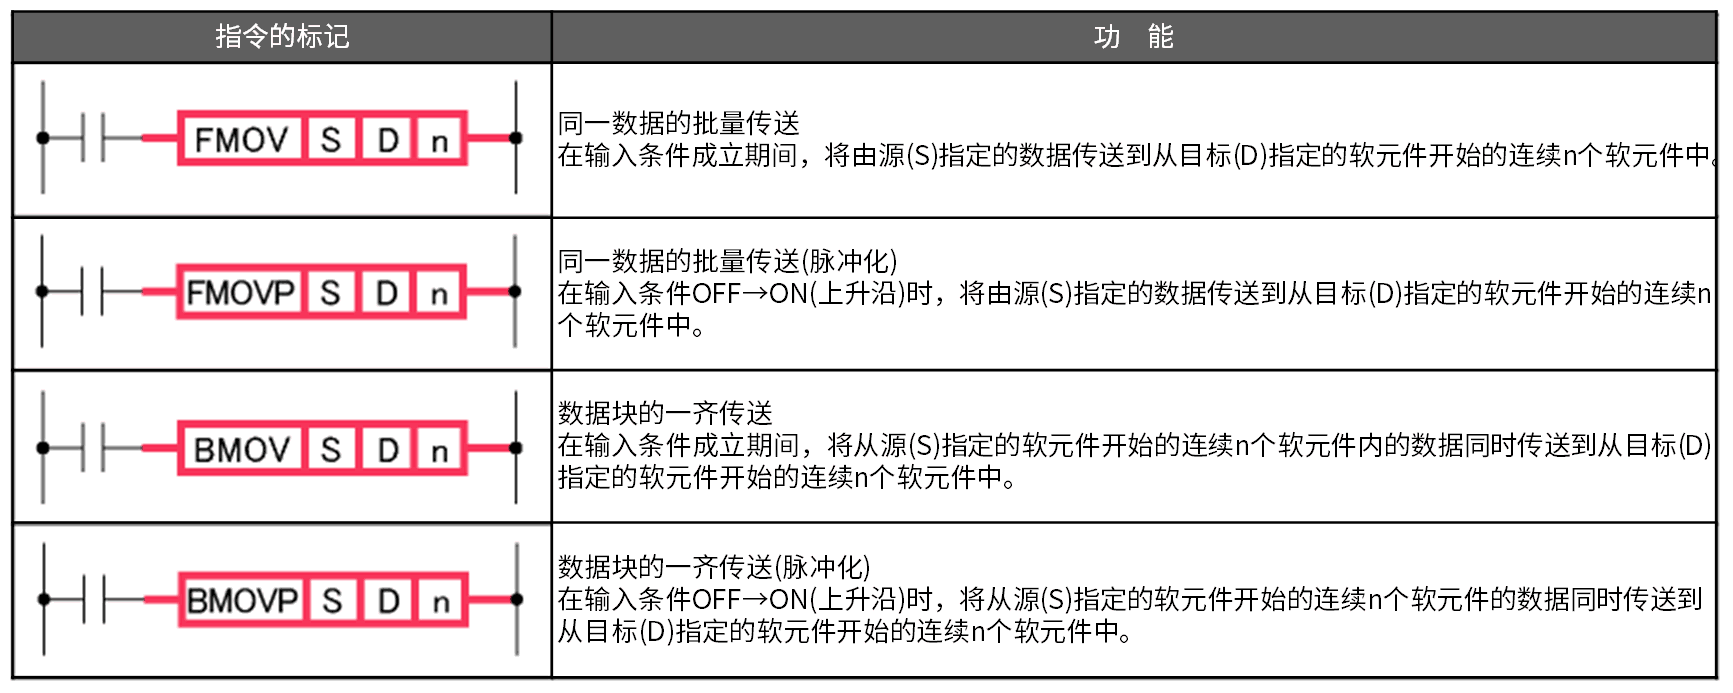 指令的标记
功 能
FMOV S D n
同一数据的批量传送
在输入条件成立期间，将由源(S)指定的数据传送到从目标(D)指定的软元件开始的连续n个软元件中。
FMOVP S D n
同一数据的批量传送(脉冲化)
在输入条件OFF→ON(上升沿)时，将由源(S)指定的数据传送到从目标(D)指定的软元件开始的连续n
个软元件中。
BMOV S D n
数据块的一齐传送
在输入条件成立期间，将从源(S)指定的软元件开始的连续n个软元件内的数据同时传送到从目标(D)
指定的软元件开始的连续n个软元件中。
BMOVP S D n
数据块的一齐传送(脉冲化)
在输入条件OFF→ON(上升沿)时，将从源(S)指定的软元件开始的连续n个软元件的数据同时传送到
从目标(D)指定的软元件开始的连续n个软元件中。